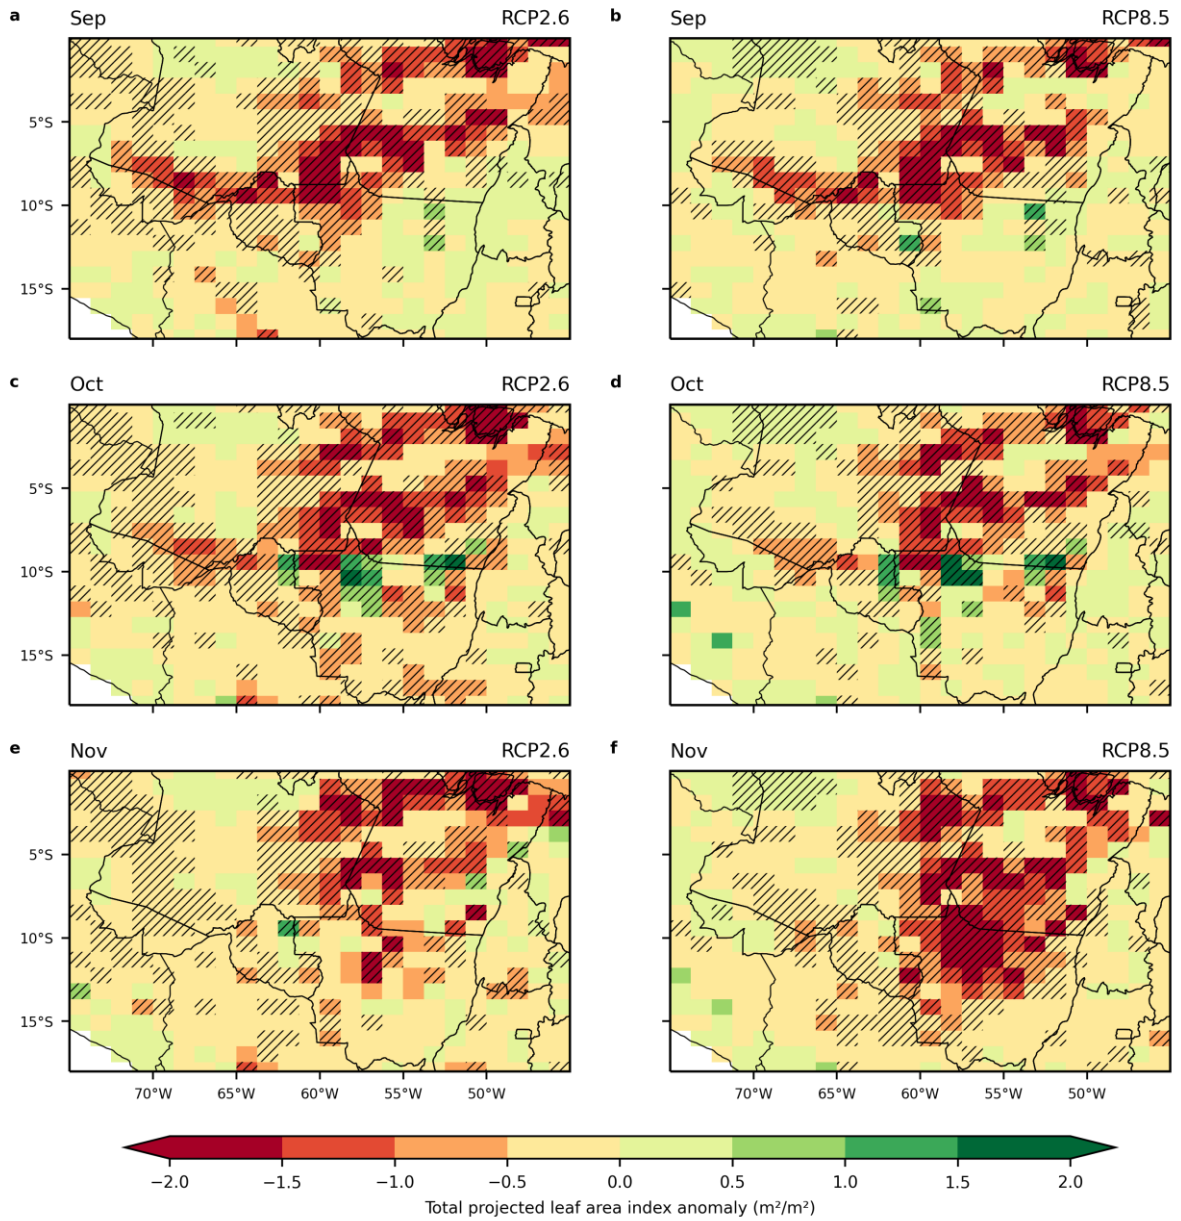 a Sep RCP2.6
b Sep RCP8.5
5°S
10°S
15°S
c Oct RCP2.6
d Oct RCP8.5
5°S
10°S
15°S
e Nov RCP2.6
f Nov RCP8.5
5°S
10°S
15°S
70°W 65°W 60°W 55°W 50°W
70°W 65°W 60°W 55°W 50°W
−2.0 −1.5 −1.0 −0.5 0.0 0.5 1.0 1.5 2.0
Total projected leaf area index anomaly (m²/m²)